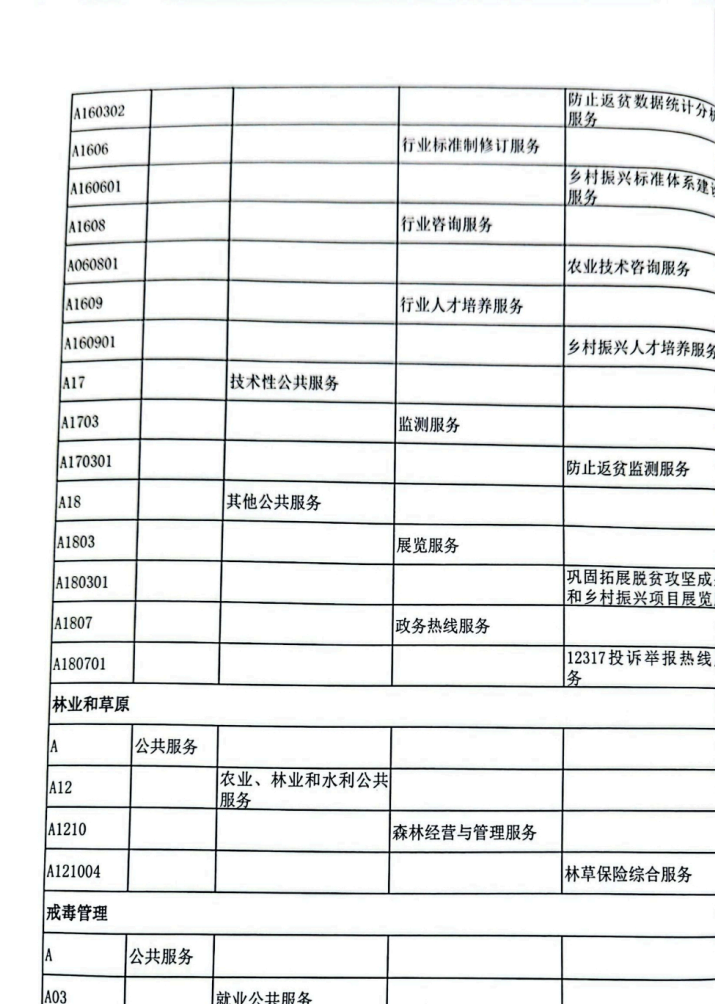 A160302 防止返贫数据统计分析
服务
A1606 行业标准制修订服务
A160601 乡村振兴标准体系建设
服务
A1608 行业咨询服务
A060801 农业技术咨询服务
A1609 行业人才培养服务
A160901 乡村振兴人才培养服务
A17 技术性公共服务
A1703 监测服务
A170301 防止返贫监测服务
A18 其他公共服务
A1803 展览服务
A180301 巩固拓展脱贫攻坚成
和乡村振兴项目展览
A1807 政务热线服务
A180701 12317投诉举报热线
务
林业和草原
A 公共服务
A12 农业、林业和水利公共
服务
A1210 森林经营与管理服务
A121004 林草保险综合服务
戒毒管理
A 公共服务
A03 就业公共服务